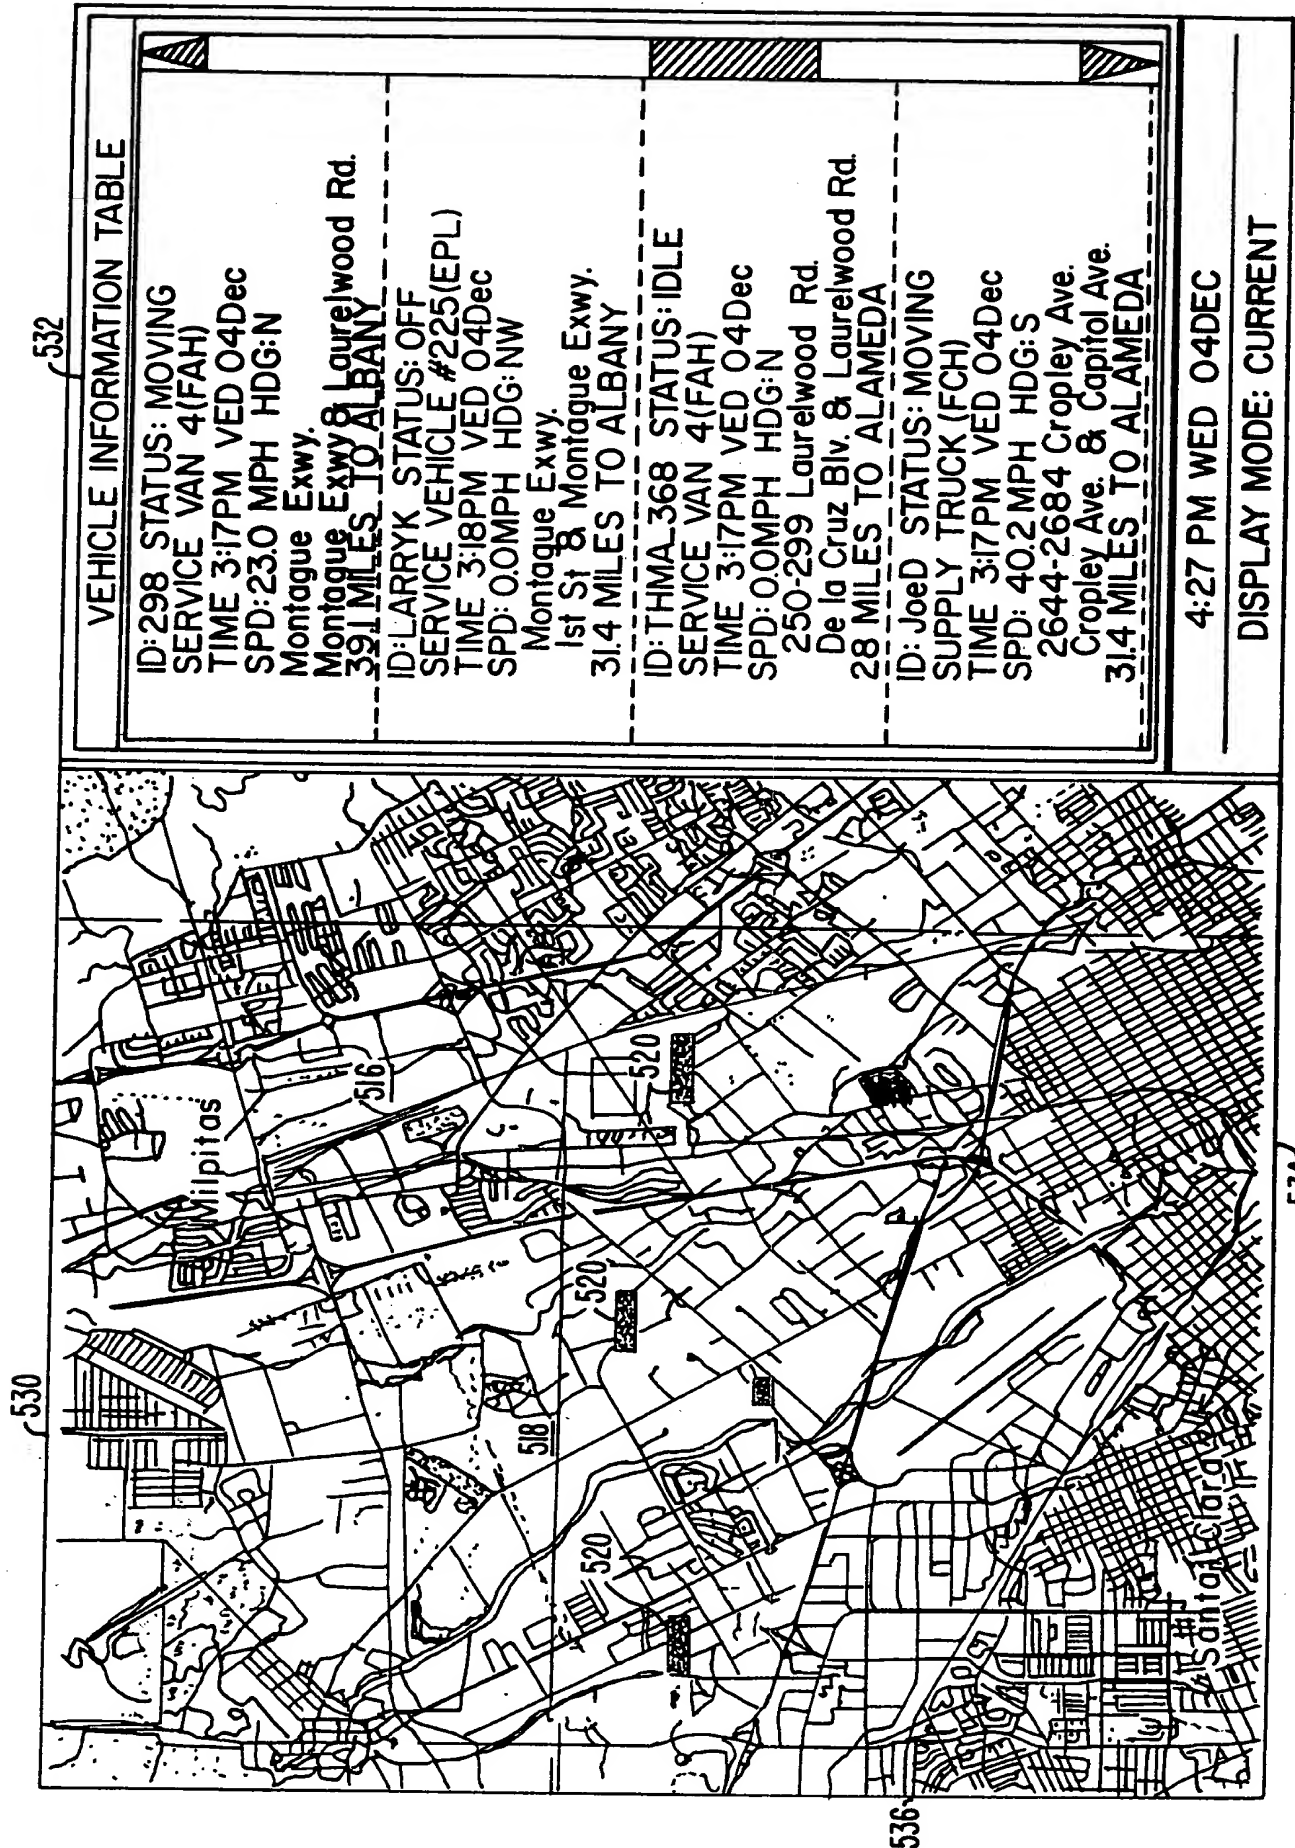 530
532
VEHICLE INFORMATION TABLE
ID:298 STATUS: MOVING
SERVICE VAN 4(FAH)
TIME 3:17PM VED 04Dec
SPD:23.0 MPH HDG:N
Montague Exwy.
Montague Exwy & Laurelwood Rd.
39.1 MILES TO ALBANY
ID:LARRYK STATUS: OFF
SERVICE VEHICLE #225(EPL)
TIME 3:18PM VED 04Dec
SPD: 0.0MPH HDG:NW
Montague Exwy.
1st St & Montague Exwy.
31.4 MILES TO ALBANY
ID:THMA_368 STATUS:IDLE
SERVICE VAN 4(FAH)
TIME 3:17PM VED 04Dec
SPD: 0.0MPH HDG:N
250-299 Laurelwood Rd.
De la Cruz Blv. & Laurelwood Rd.
28 MILES TO ALAMEDA
ID: JoeD STATUS: MOVING
SUPPLY TRUCK (FCH)
TIME 3:17PM VED 04Dec
SPD: 40.2 MPH HDG:S
2644-2684 Cropley Ave.
Cropley Ave. & Capitol Ave.
31.4 MILES TO ALAMEDA
4:27 PM WED 04DEC
DISPLAY MODE: CURRENT
Milpitas
516
518
520
520
520
Santa Clara
536